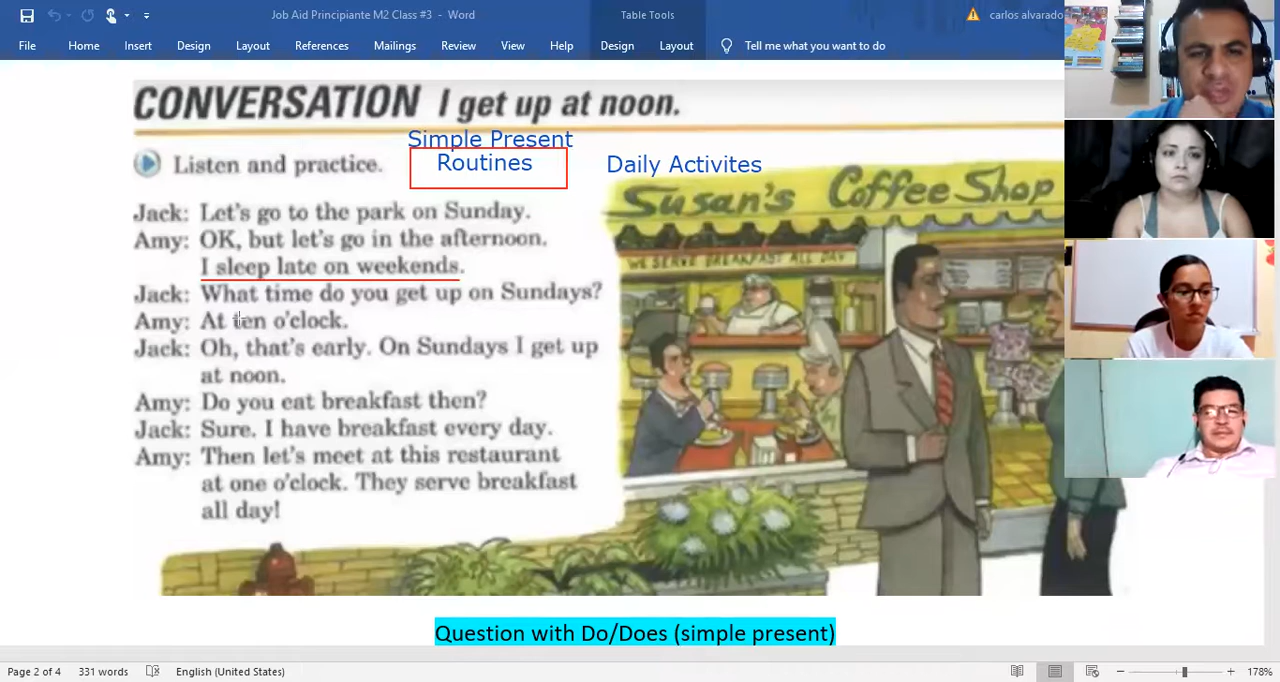 Job Aid Principiante M2 Class #3 - Word
Table Tools
carlos alvarado
File Home Insert Design Layout References Mailings Review View Help Design Layout Tell me what you want to do
CONVERSATION I get up at noon.
Simple Present
Listen and practice.
Routines
Daily Activites
Jack: Let's go to the park on Sunday.
Amy: OK, but let's go in the afternoon.
I sleep late on weekends.
Jack: What time do you get up on Sundays?
Amy: At ten o'clock.
Jack: Oh, that's early. On Sundays I get up
at noon.
Amy: Do you eat breakfast then?
Jack: Sure. I have breakfast every day.
Amy: Then let's meet at this restaurant
at one o'clock. They serve breakfast
all day!
Susan's Coffee Shop
WE SERVE BREAKFAST ALL DAY
Question with Do/Does (simple present)
Page 2 of 4 331 words English (United States) 178%